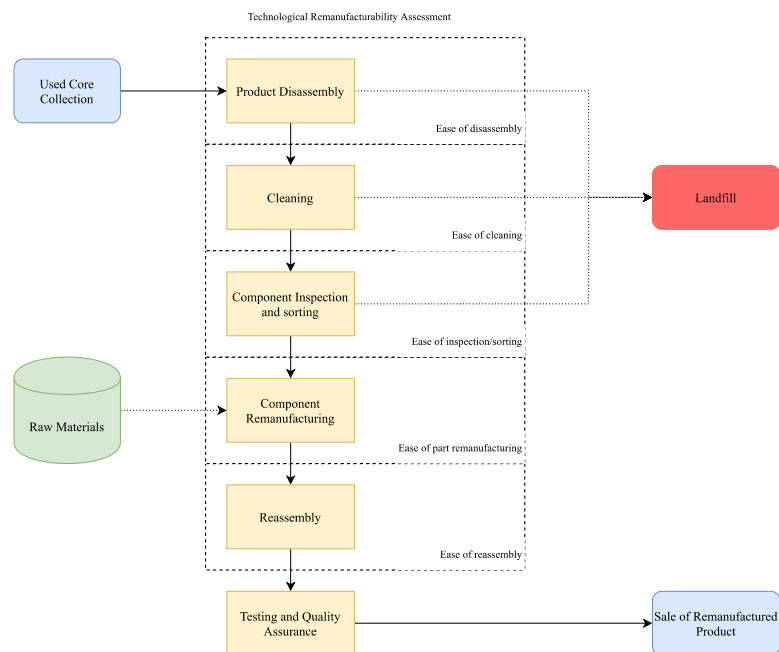 Technological Remanufacturability Assessment
Used Core
Collection
Product Disassembly
Ease of disassembly
Cleaning
Landfill
Ease of cleaning
Component Inspection
and sorting
Ease of inspection/sorting
Raw Materials
Component
Remanufacturing
Ease of part remanufacturing
Reassembly
Ease of reassembly
Testing and Quality
Assurance
Sale of Remanufactured
Product